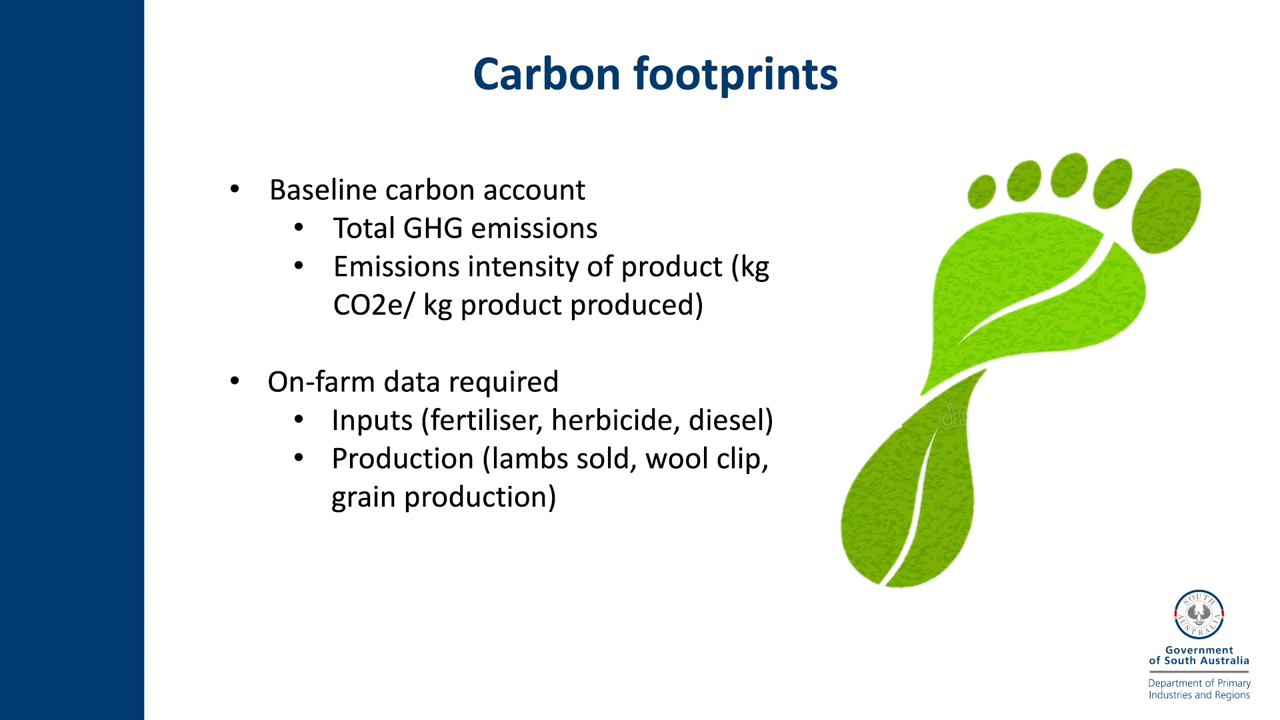 Carbon footprints
• Baseline carbon account
• Total GHG emissions
• Emissions intensity of product (kg
CO2e/ kg product produced)
• On-farm data required
• Inputs (fertiliser, herbicide, diesel)
• Production (lambs sold, wool clip,
grain production)
SOUTH
AUSTRALIA
Government
of South Australia
Department of Primary
Industries and Regions